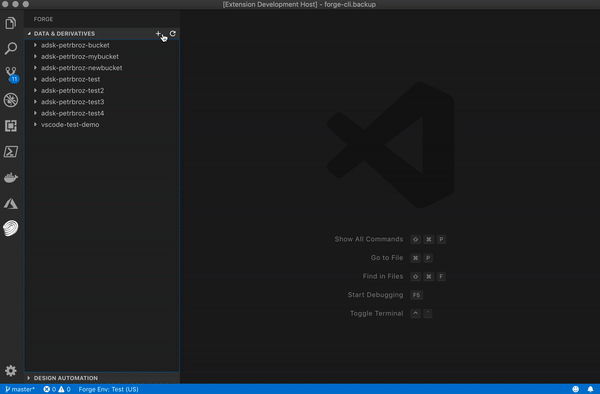 [Extension Development Host] - forge-cli.backup
FORGE
DATA & DERIVATIVES
adsk-petrbroz-bucket
adsk-petrbroz-mybucket
adsk-petrbroz-newbucket
adsk-petrbroz-test
adsk-petrbroz-test2
adsk-petrbroz-test3
adsk-petrbroz-test4
vscode-test-demo
11
Show All Commands ⇧ ⌘ P
Go to File ⌘ P
Find in Files ⇧ ⌘ F
Start Debugging F5
Toggle Terminal ^ `
DESIGN AUTOMATION
master* 0 0 Forge Env: Test (US)